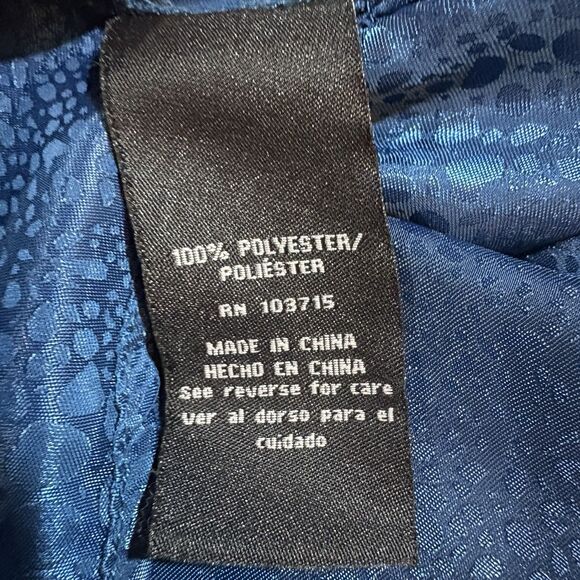 100% POLYESTER/
POLIÉSTER
RN 103715
MADE IN CHINA
HECHO EN CHINA
See reverse for care
ver al dorso para el
cuidado